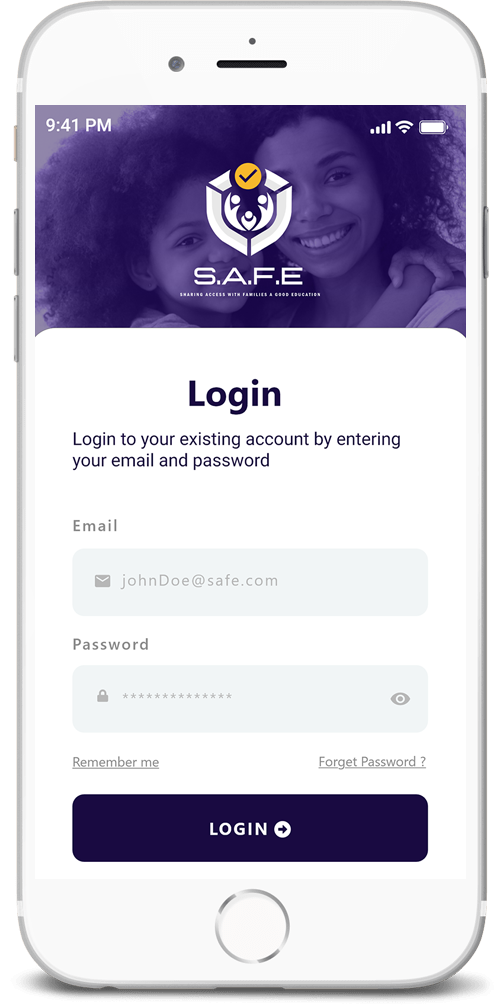 9:41 PM
S.A.F.E
SHARING ACCESS WITH FAMILIES A GOOD EDUCATION
Login
Login to your existing account by entering
your email and password
Email
johnDoe@safe.com
Password
**************
Remember me
Forget Password ?
LOGIN